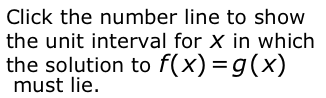 Click the number line to show
the unit interval for x in which
the solution to f(x)=g(x)
must lie.